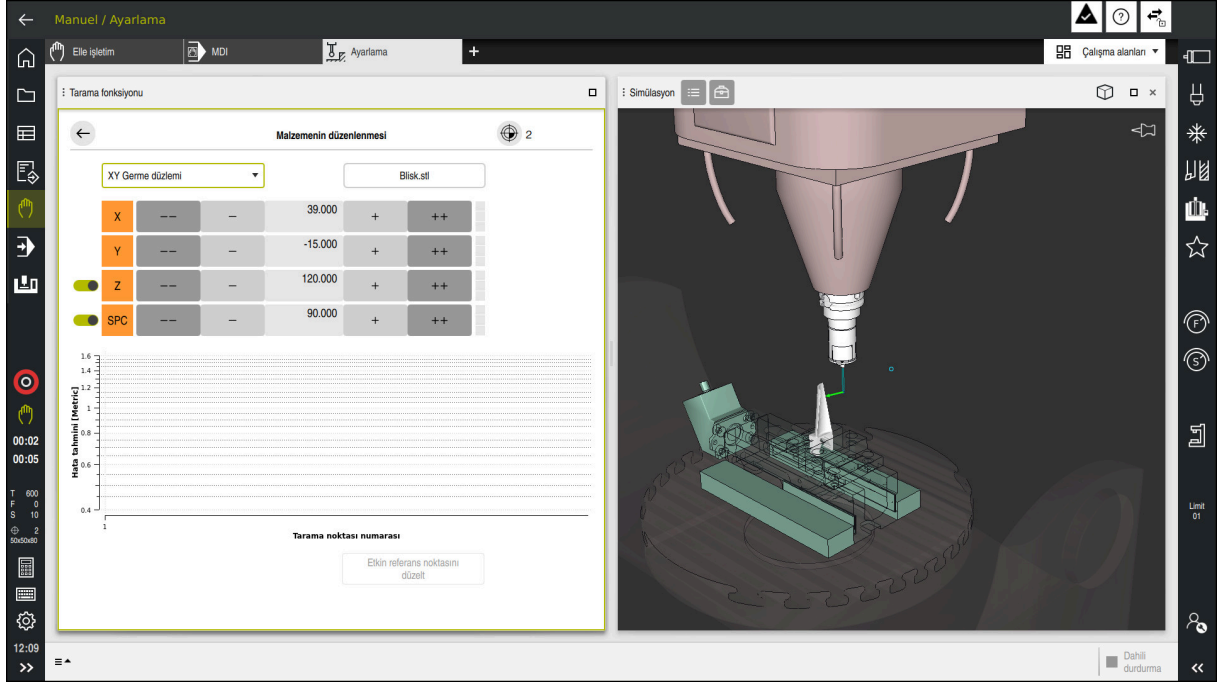 Manuel / Ayarlama
Elle işletim
MDI
Ayarlama
+
Çalışma alanları
Tarama fonksiyonu
Simülasyon
Malzemenin düzenlenmesi
2
XY Germe düzlemi
Blisk.stl
X -- - 39.000 + ++
Y -- - -15.000 + ++
Z -- - 120.000 + ++
SPC -- - 90.000 + ++
1.6
1.4
1.2
1
0.8
0.6
0.4
Hata tahmini [Metric]
1
Tarama noktası numarası
Etkin referans noktasını
düzelt
00:02
00:05
T 600
F 0
S 10
2
50x50x80
12:09
F
S
Limit
01
Dahili
durdurma